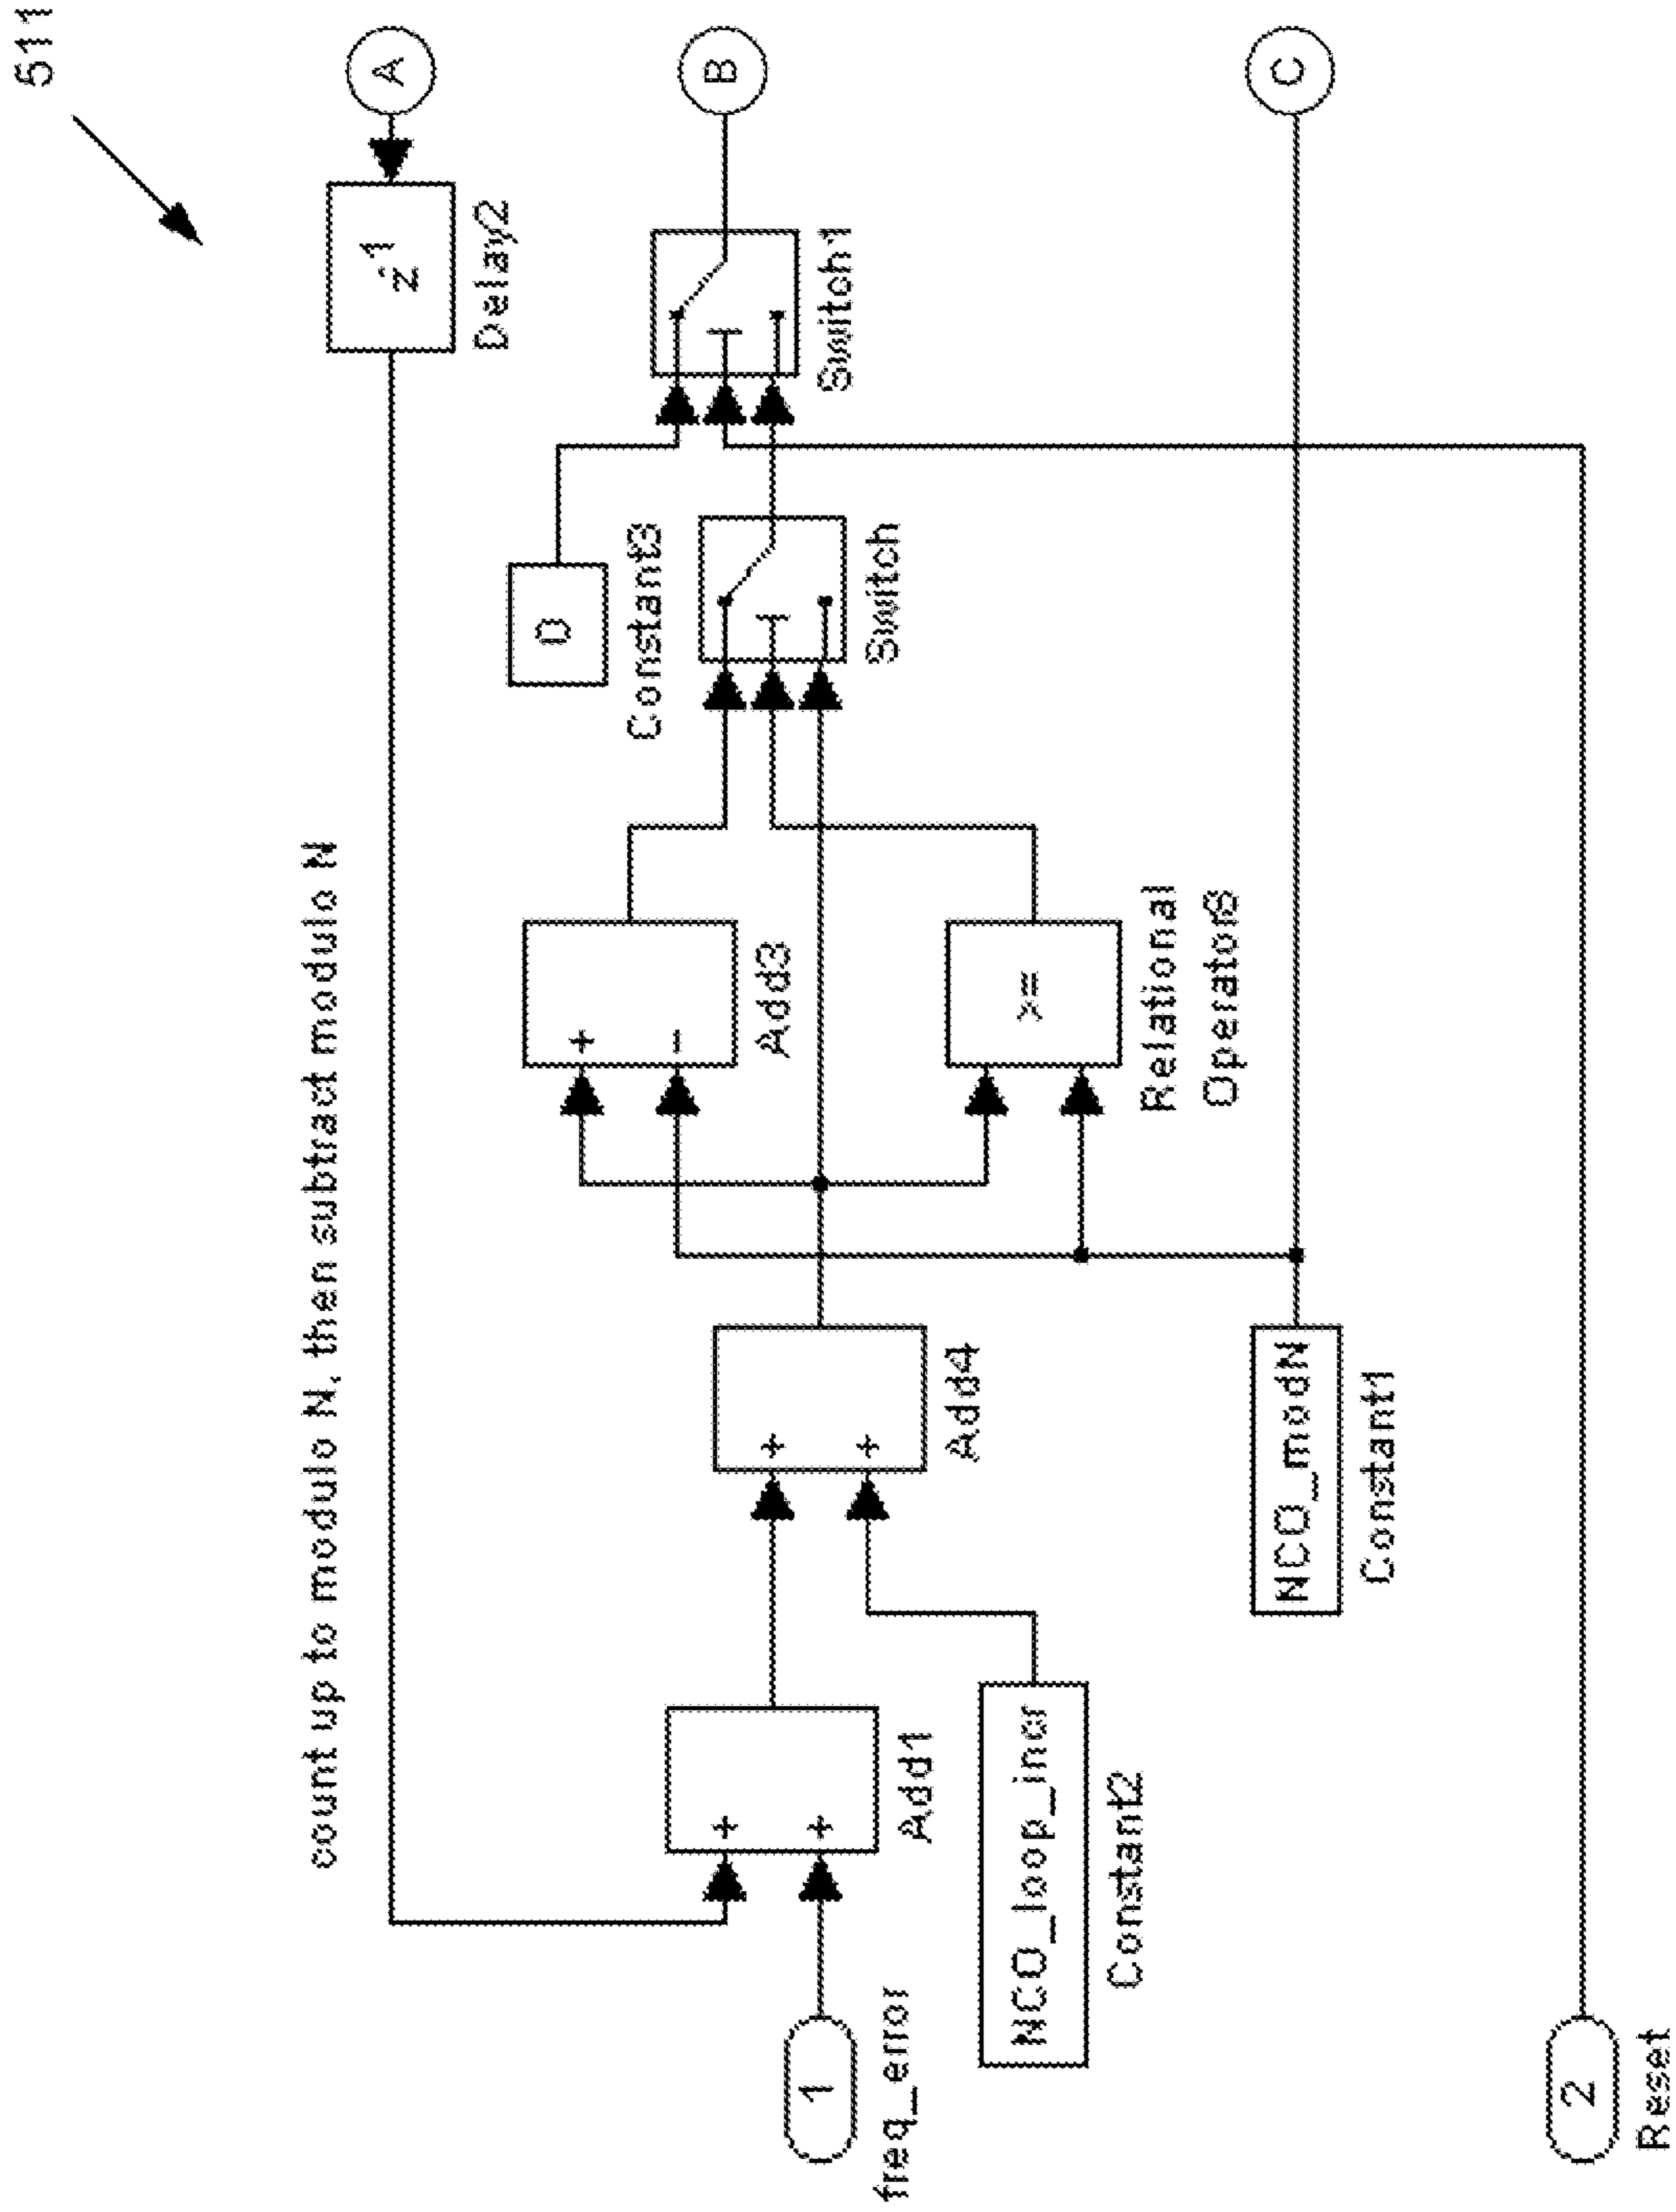 511
count up to modulo N, then subtract modulo N
A
z-1
Delay2
B
Switch1
0
Constant3
Switch
+
-
Add3
>=
Relational
Operator8
+
+
Add4
+
+
Add1
1
freq_error
NCO_loop_incr
Constant2
NCO_modN
Constant1
C
2
Reset